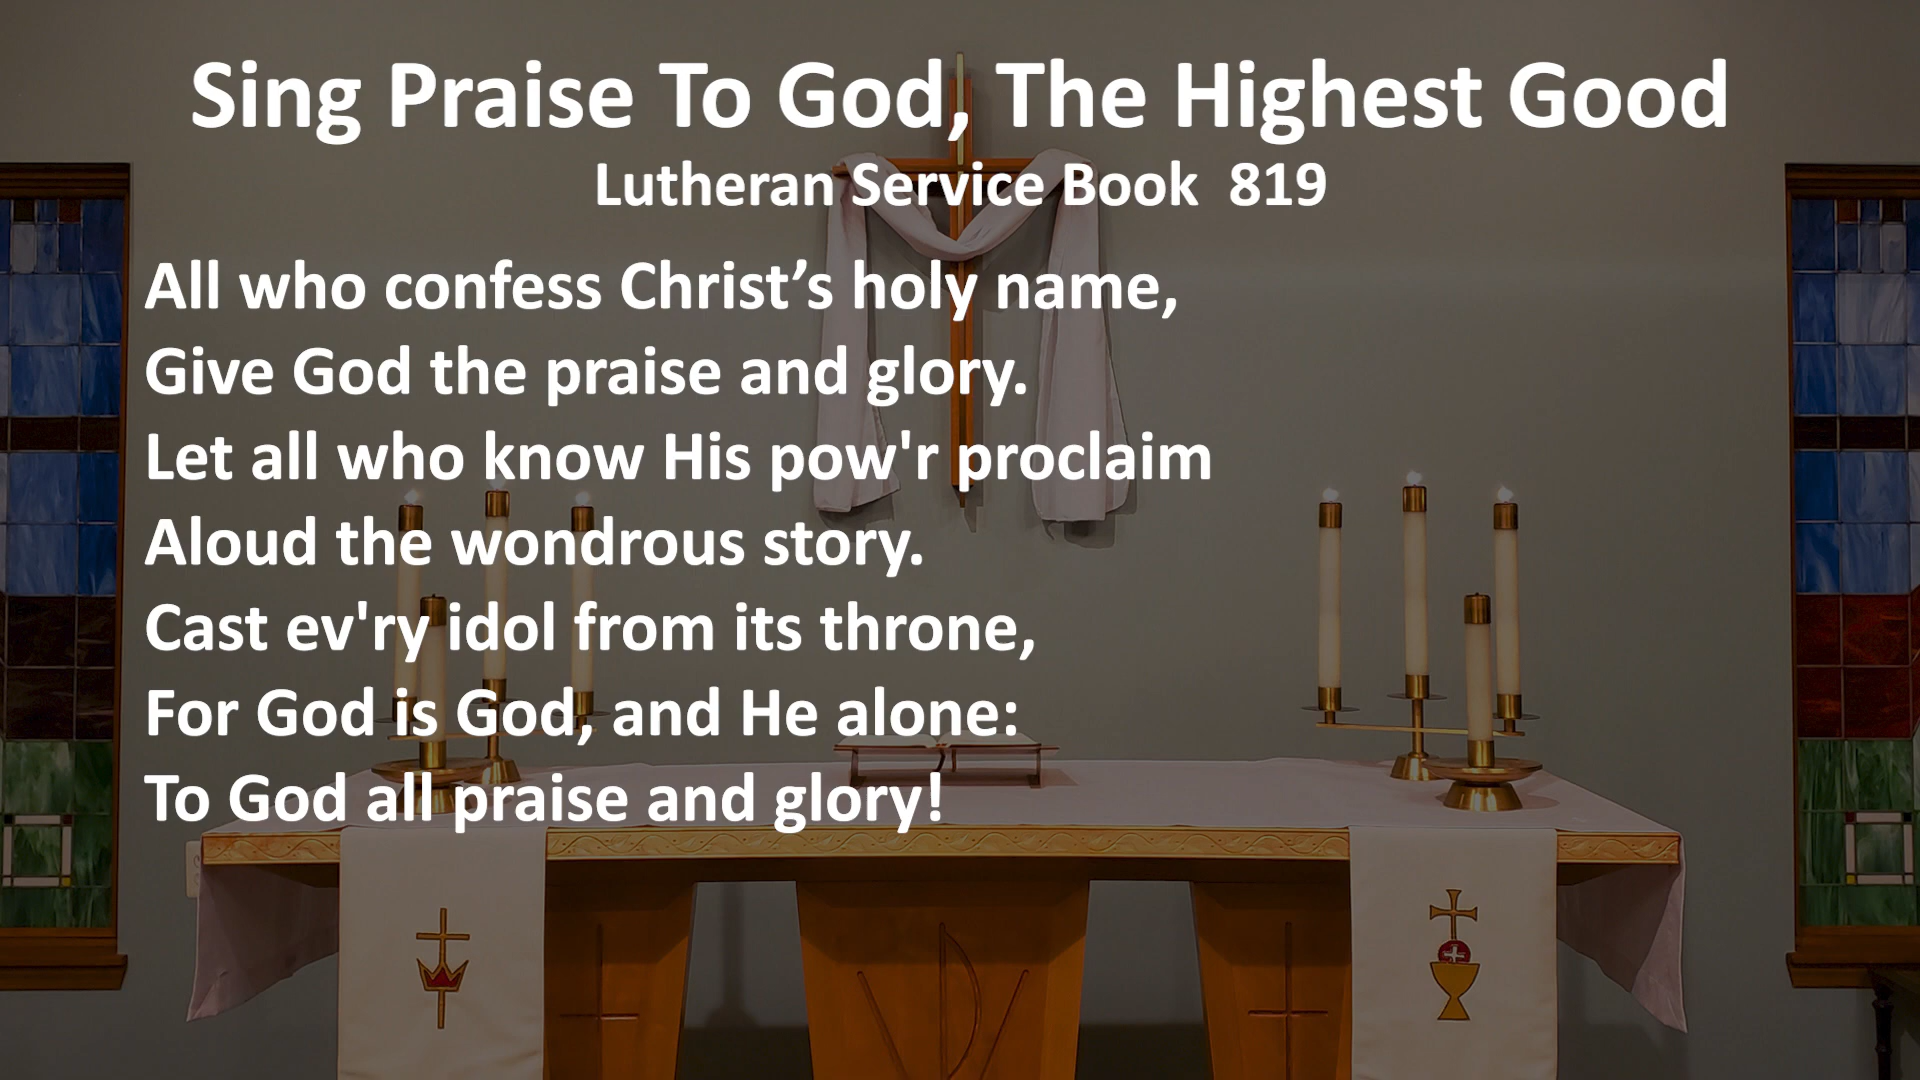 Sing Praise To God, The Highest Good
Lutheran Service Book  819
All who confess Christ’s holy name,
Give God the praise and glory.
Let all who know His pow'r proclaim
Aloud the wondrous story.
Cast ev'ry idol from its throne,
For God is God, and He alone:
To God all praise and glory!